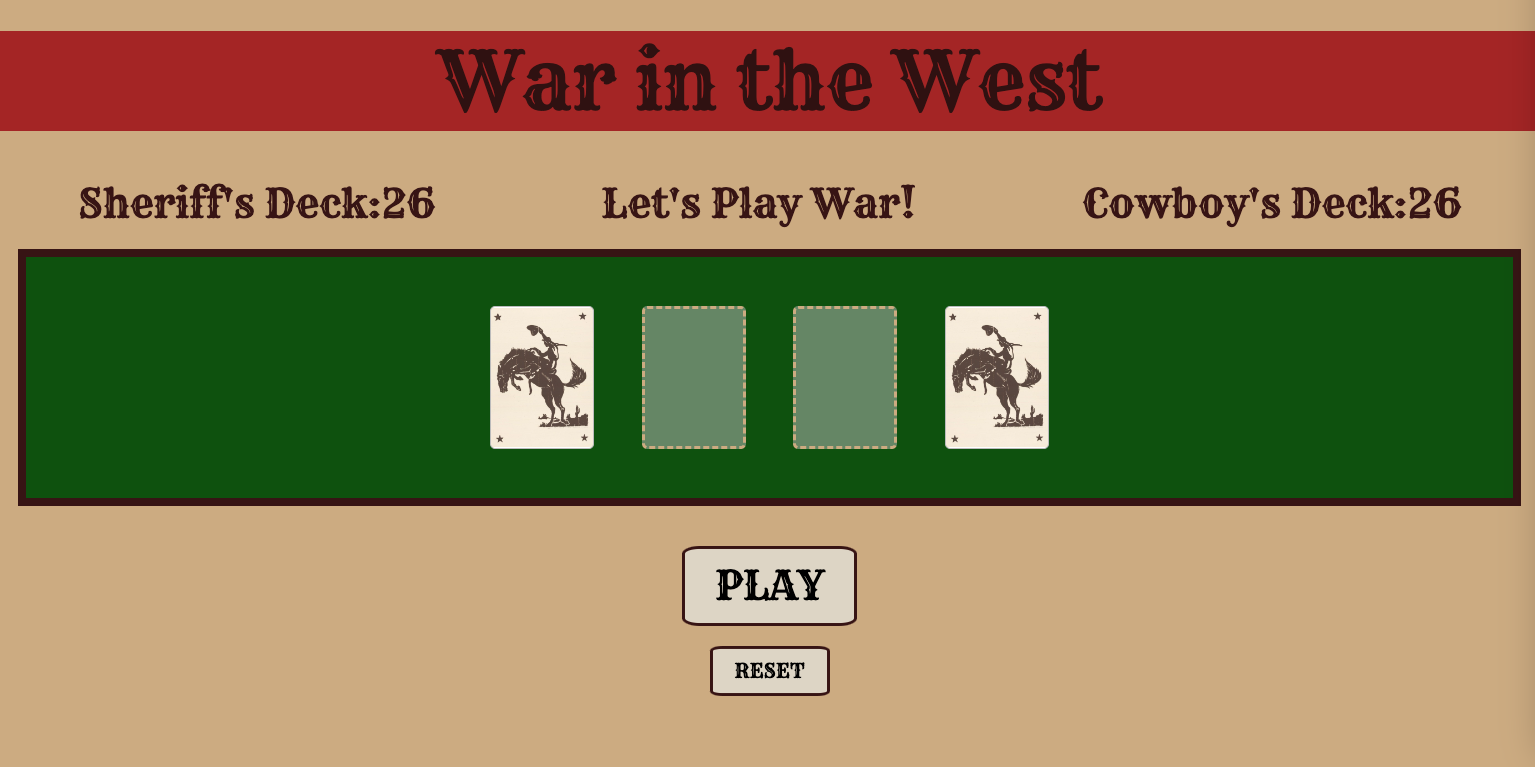 War in the West
Sheriff's Deck:26
Let's Play War!
Cowboy's Deck:26
PLAY
RESET